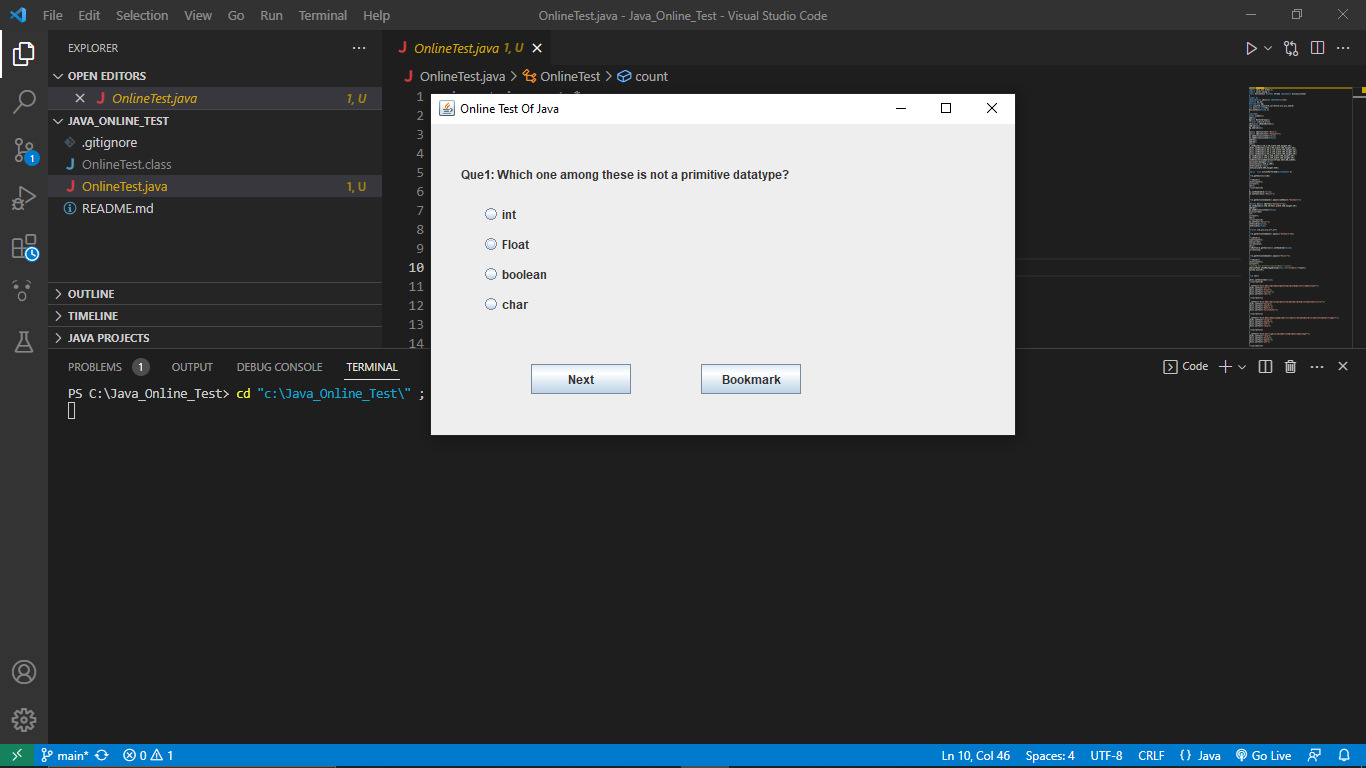 File Edit Selection View Go Run Terminal Help OnlineTest.java - Java_Online_Test - Visual Studio Code
EXPLORER
OPEN EDITORS
OnlineTest.java 1, U
JAVA_ONLINE_TEST
.gitignore
OnlineTest.class
OnlineTest.java 1, U
README.md
OUTLINE
TIMELINE
JAVA PROJECTS
1
OnlineTest.java 1, U
OnlineTest.java > OnlineTest > count
1
2
3
4
5
6
7
8
9
10
11
12
13
14
Online Test Of Java
Que1: Which one among these is not a primitive datatype?
int
Float
boolean
char
Next Bookmark
PROBLEMS 1 OUTPUT DEBUG CONSOLE TERMINAL Code
PS C:\Java_Online_Test> cd "c:\Java_Online_Test\" ;
main* 0 1 Ln 10, Col 46 Spaces: 4 UTF-8 CRLF {} Java Go Live